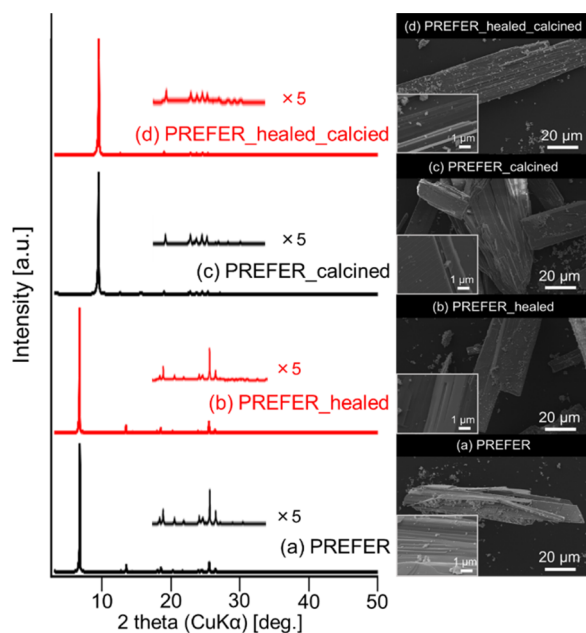 × 5
(d) PREFER_healed_calcied
× 5
(c) PREFER_calcined
× 5
(b) PREFER_healed
× 5
(a) PREFER
Intensity [a.u.]
10 20 30 40 50
2 theta (CuKα) [deg.]
(d) PREFER_healed_calcined
1 μm
20 μm
(c) PREFER_calcined
1 μm
20 μm
(b) PREFER_healed
1 μm
20 μm
(a) PREFER
1 μm
20 μm